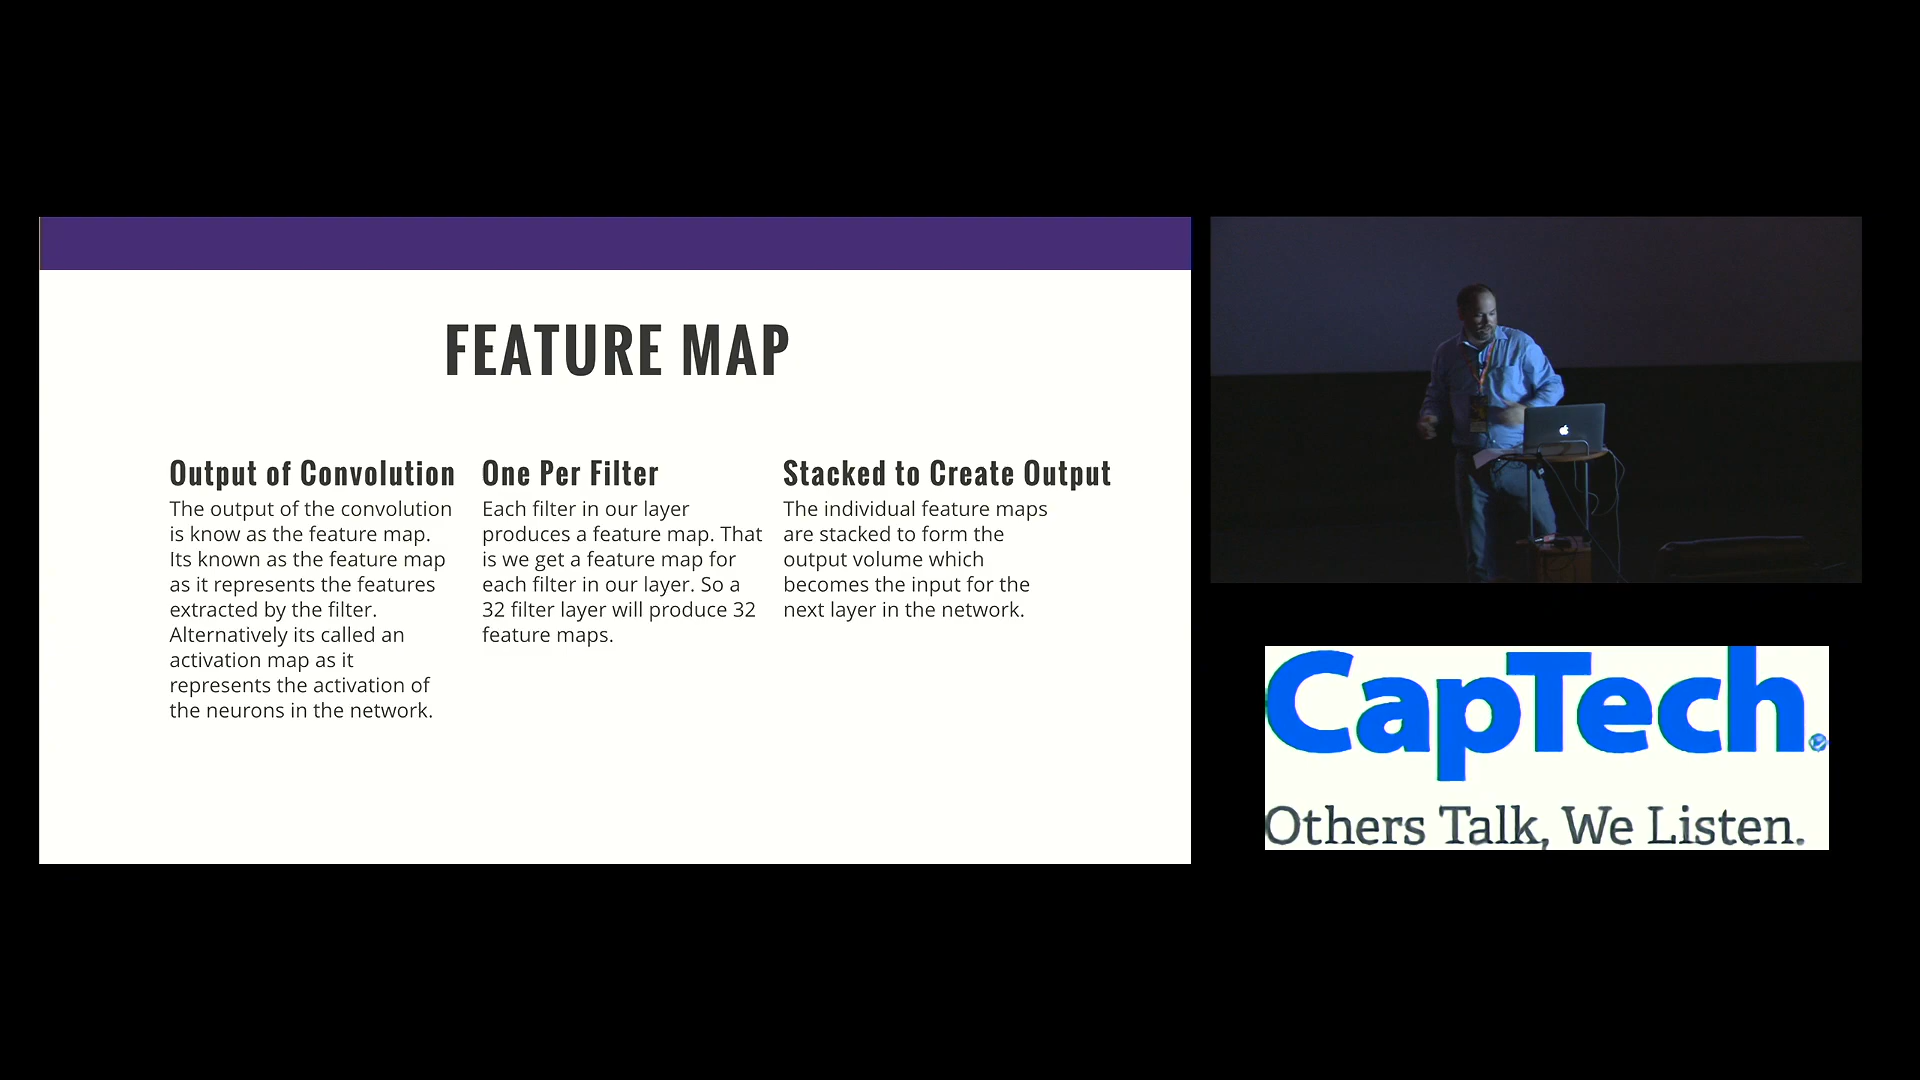 FEATURE MAP
Output of Convolution
The output of the convolution
is know as the feature map.
Its known as the feature map
as it represents the features
extracted by the filter.
Alternatively its called an
activation map as it
represents the activation of
the neurons in the network.
One Per Filter
Each filter in our layer
produces a feature map. That
is we get a feature map for
each filter in our layer. So a
32 filter layer will produce 32
feature maps.
Stacked to Create Output
The individual feature maps
are stacked to form the
output volume which
becomes the input for the
next layer in the network.
CapTech
Others Talk, We Listen.